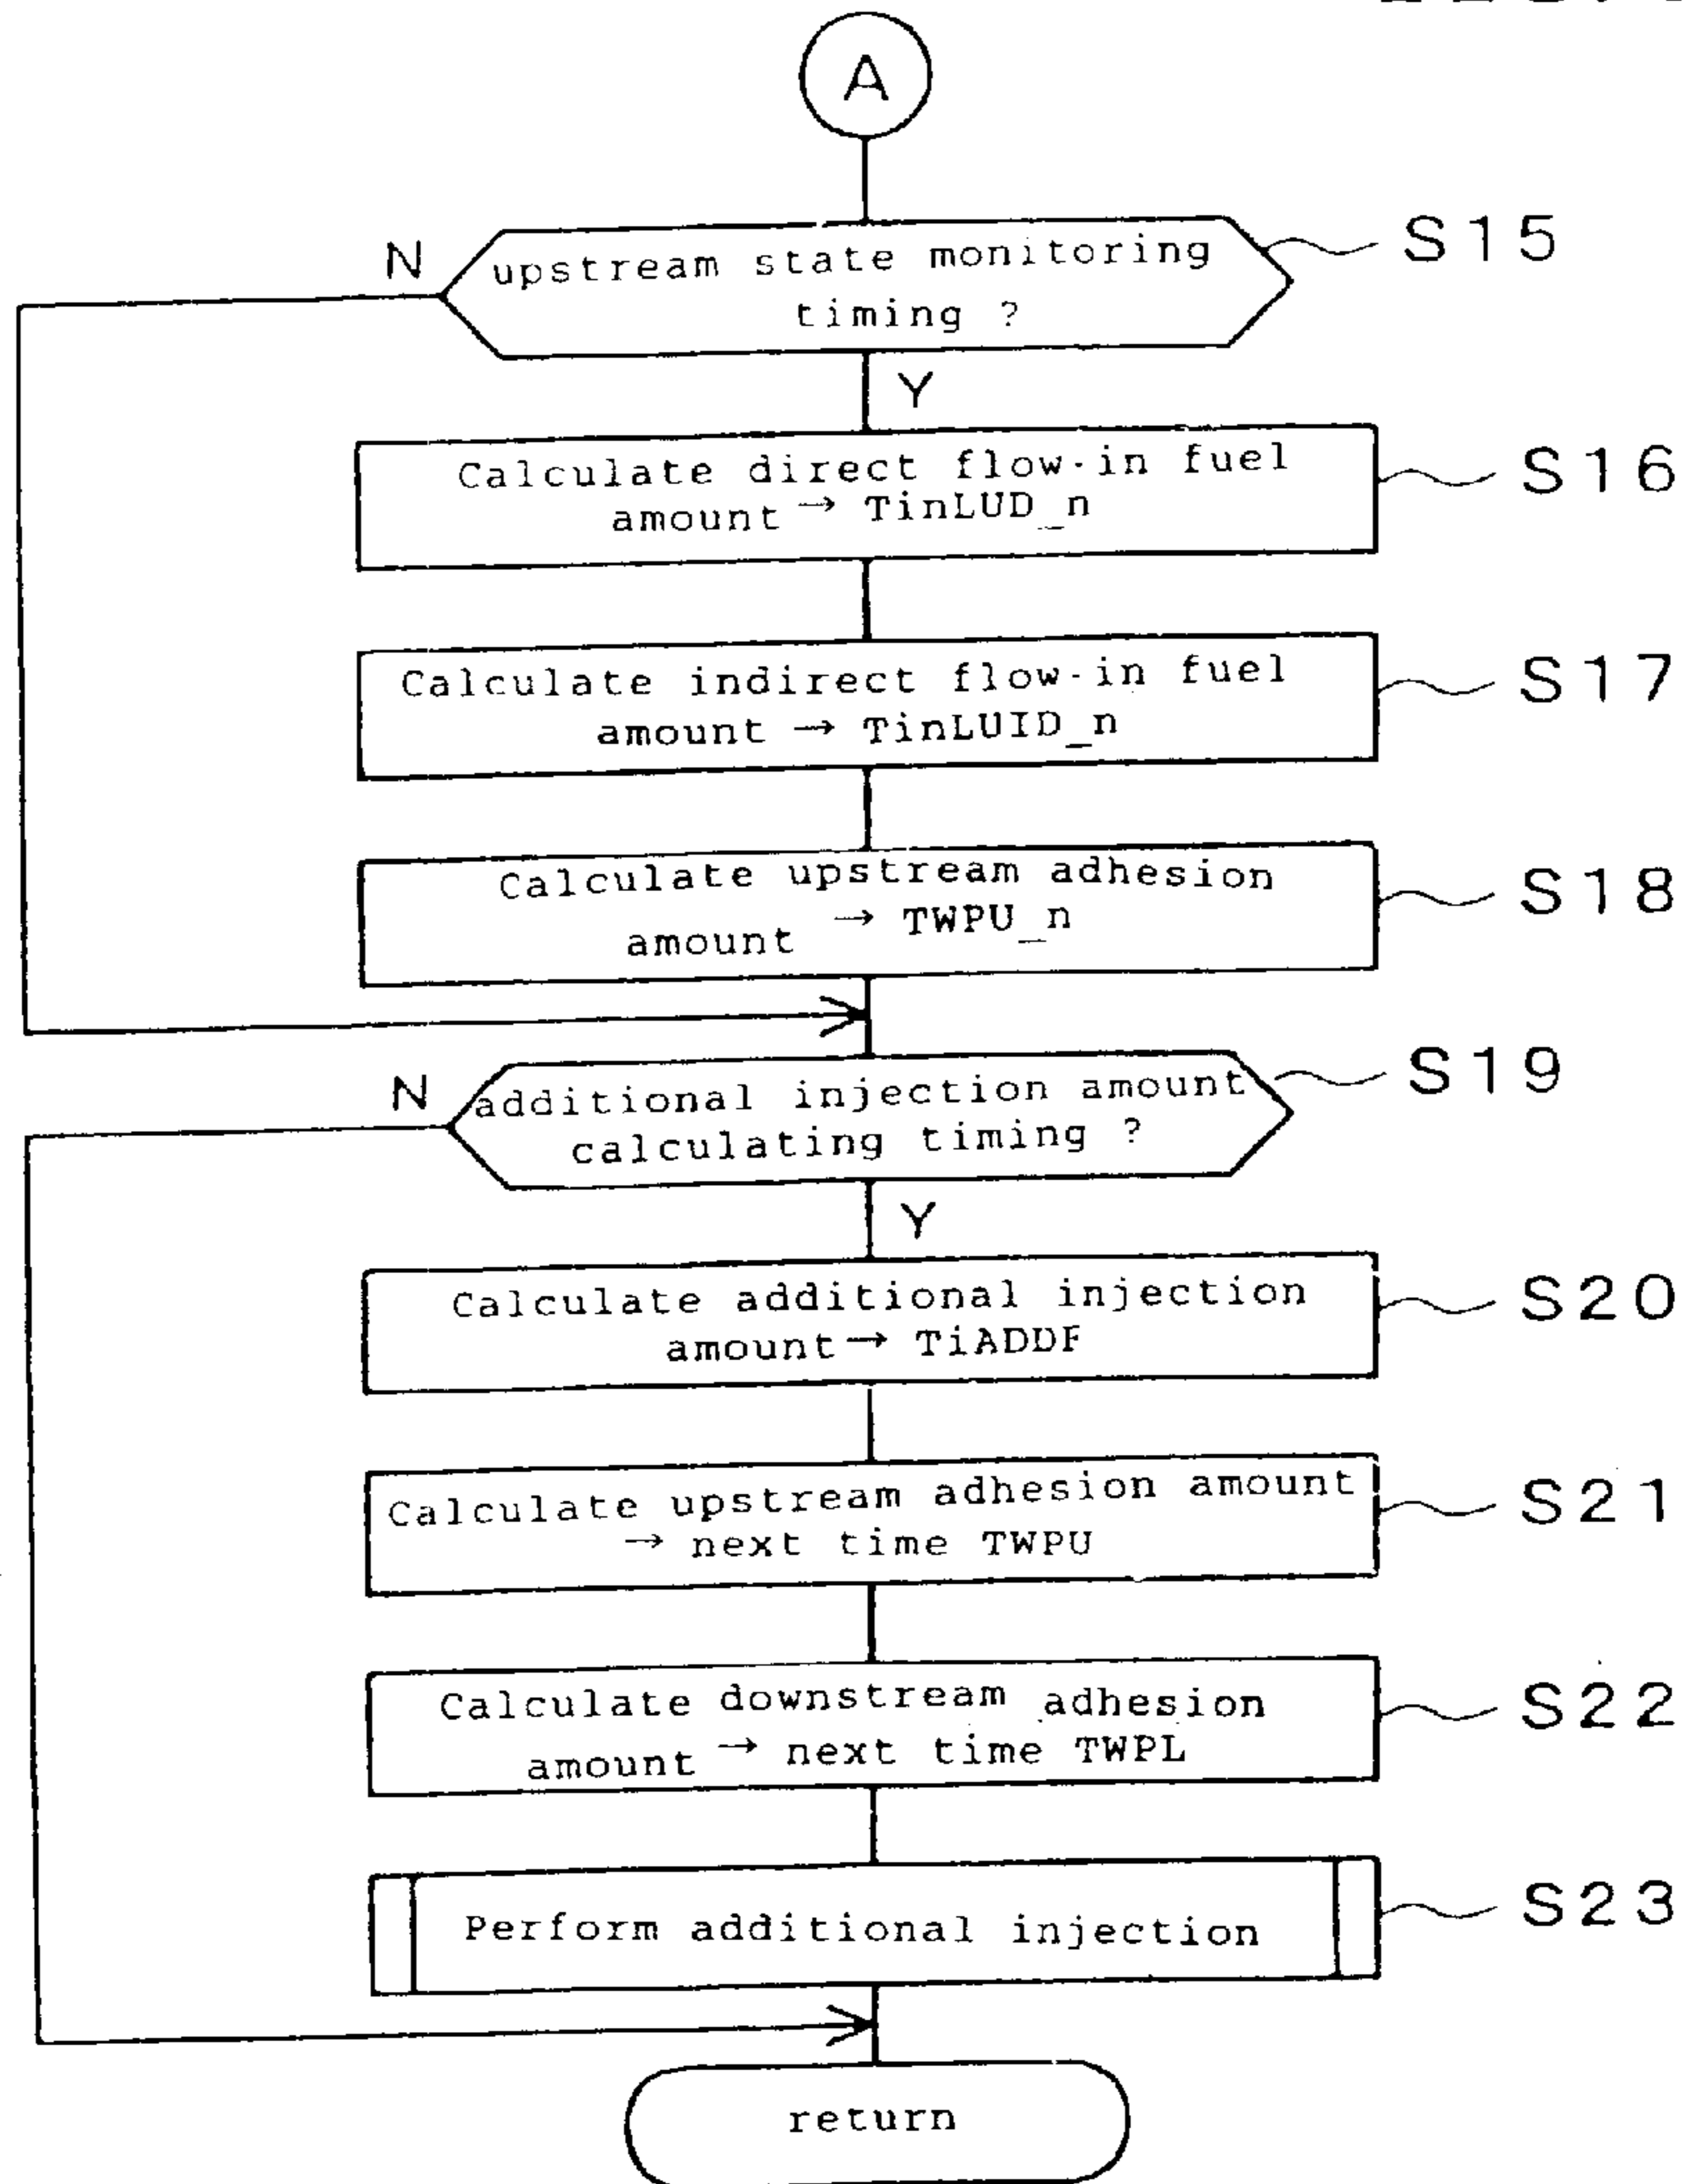 A
N
upstream state monitoring
timing ?
S15
Y
Calculate direct flow-in fuel
amount → TinLUD_n
S16
Calculate indirect flow-in fuel
amount → TinLUID_n
S17
Calculate upstream adhesion
amount → TWPU_n
S18
N
additional injection amount
calculating timing ?
S19
Y
Calculate additional injection
amount → TiADDF
S20
Calculate upstream adhesion amount
→ next time TWPU
S21
Calculate downstream adhesion
amount → next time TWPL
S22
Perform additional injection
S23
return